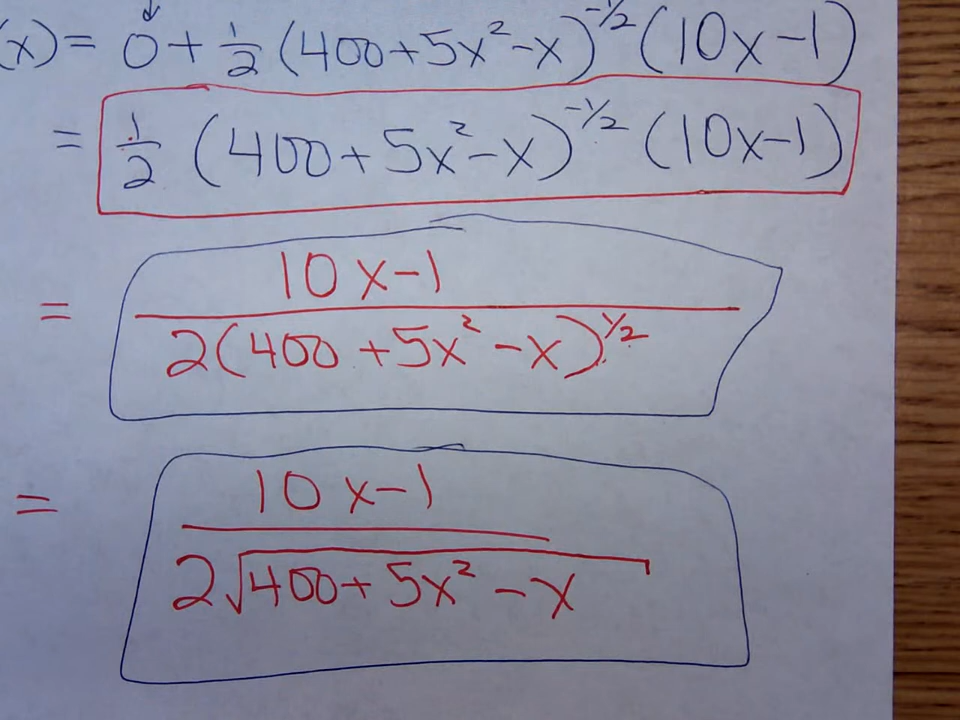 (x) = 0 + 1/2 (400+5x²-x)^-1/2 (10x-1)
= 1/2 (400+5x²-x)^-1/2 (10x-1)
= 10x-1
2(400+5x²-x)^1/2
= 10x-1
2√400+5x²-x